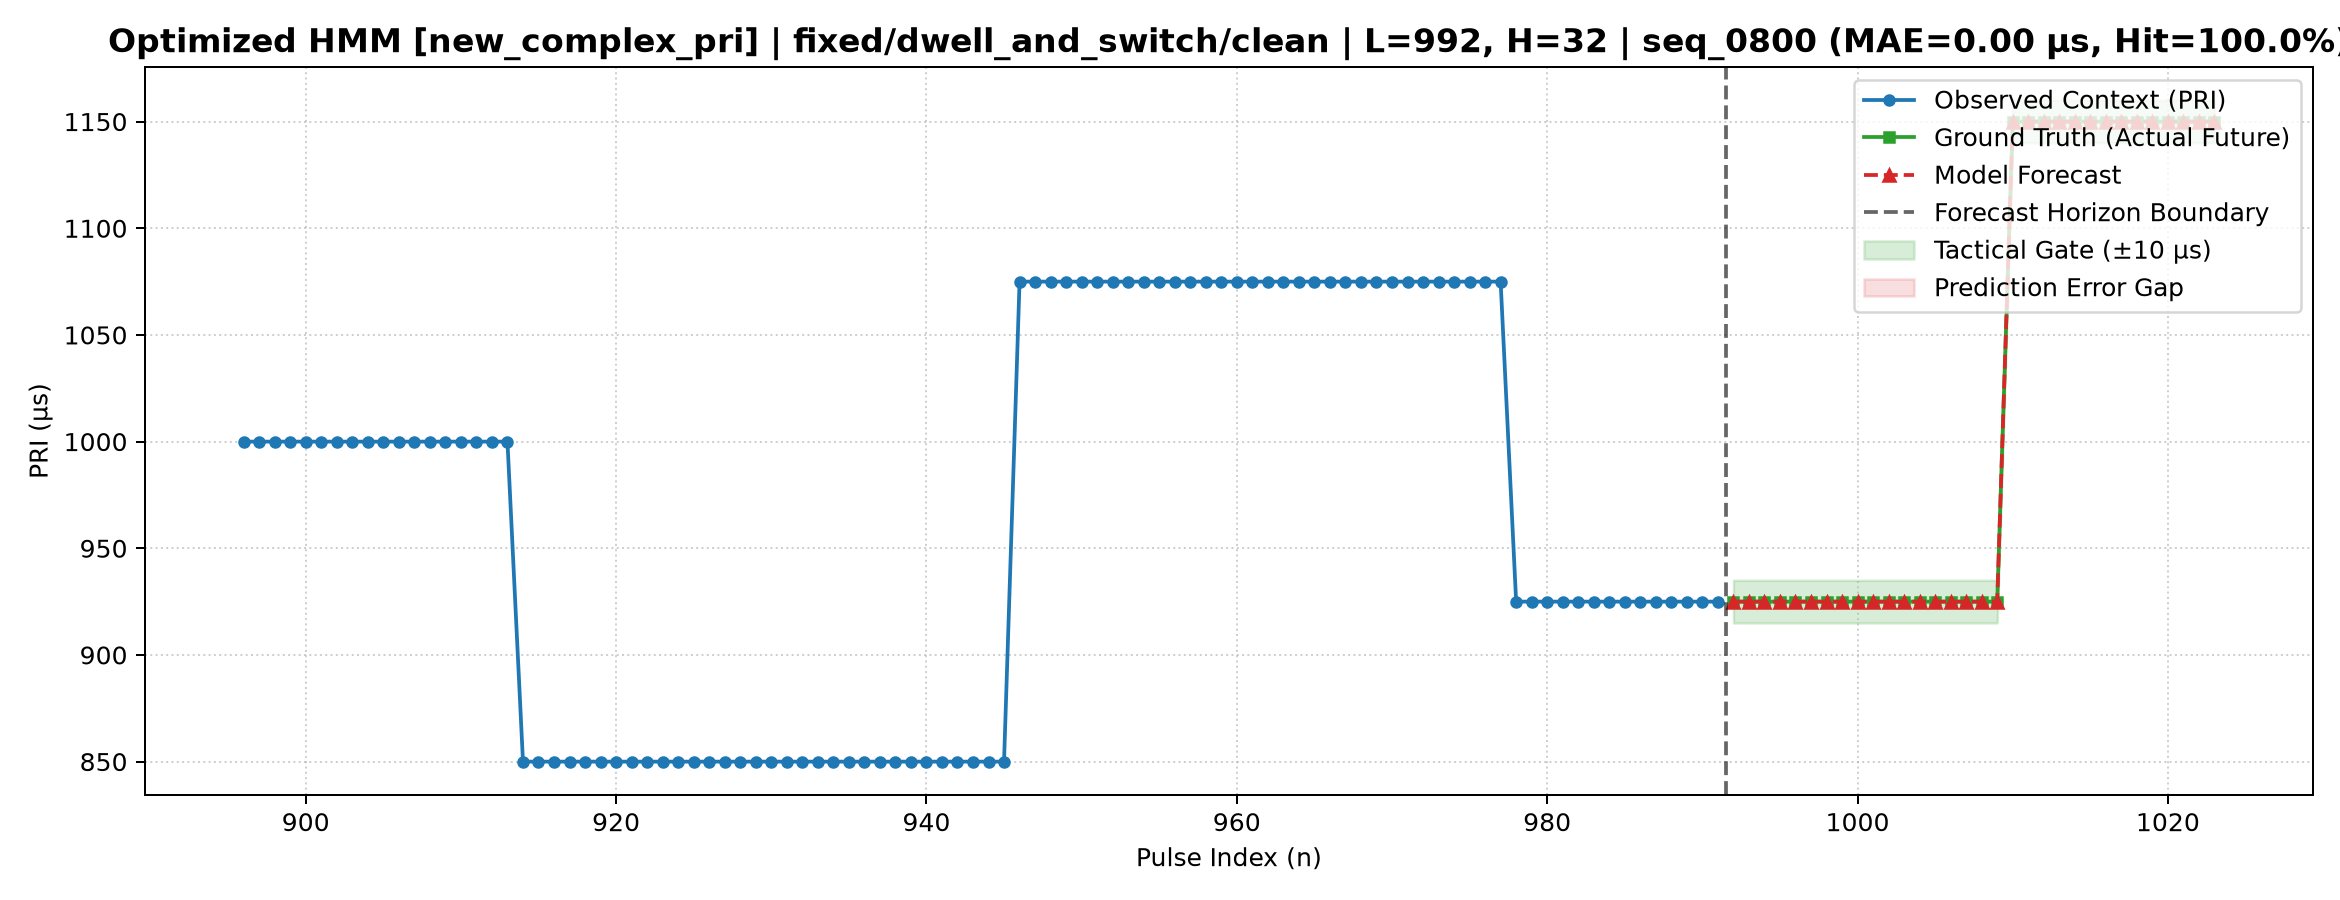 Optimized HMM [new_complex_pri] | fixed/dwell_and_switch/clean | L=992, H=32 | seq_0800 (MAE=0.00 µs, Hit=100.0%)
1150
1100
1050
1000
950
900
850
PRI (µs)
Observed Context (PRI)
Ground Truth (Actual Future)
Model Forecast
Forecast Horizon Boundary
Tactical Gate (±10 µs)
Prediction Error Gap
900 920 940 960 980 1000 1020
Pulse Index (n)